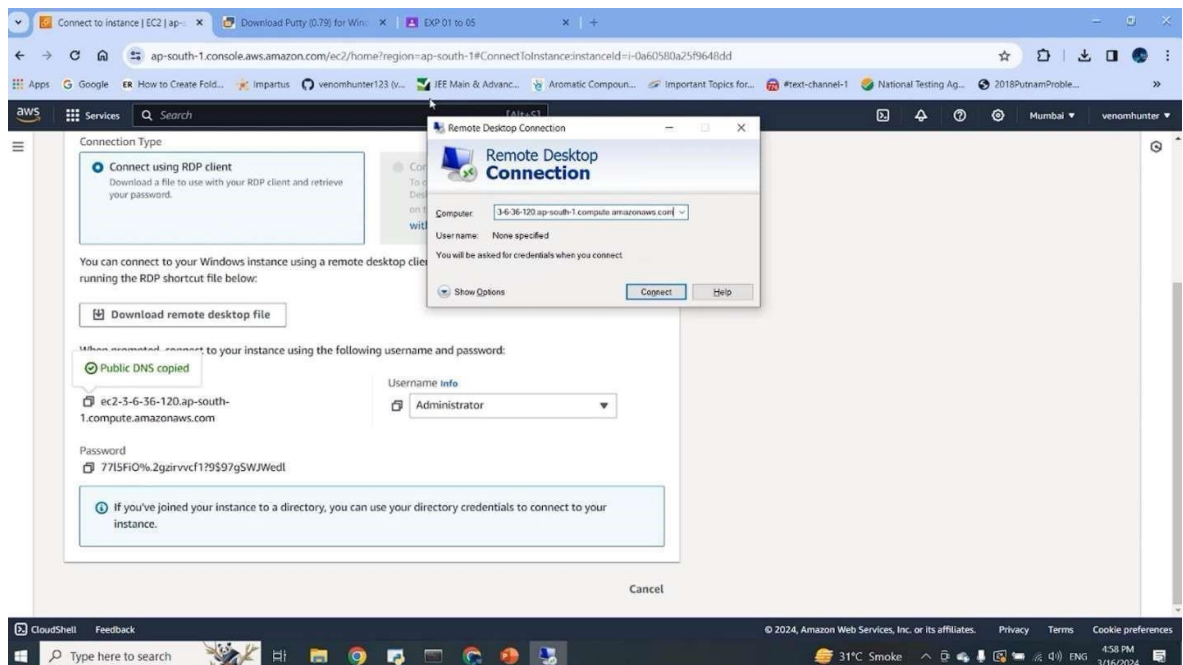 Connect to instance | EC2 | ap-s
Download Putty (0.79) for Wind
EXP 01 to 05
ap-south-1.console.aws.amazon.com/ec2/home?region=ap-south-1#ConnectToInstance:instanceId=i-0a60580a25f9648dd
Apps Google How to Create Fold... Impartus venomhunter123 (v... JEE Main & Advanc... Aromatic Compoun... Important Topics for... #text-channel-1 National Testing Ag... 2018PutnamProble... »
aws Services Search [Alt+S] Mumbai venomhunter
Connection Type
Connect using RDP client
Download a file to use with your RDP client and retrieve
your password.
with
You can connect to your Windows instance using a remote desktop clie
running the RDP shortcut file below:
Download remote desktop file
Remote Desktop Connection
Remote Desktop
Connection
Computer: 3-6-36-120.ap-south-1.compute.amazonaws.com
User name: None specified
You will be asked for credentials when you connect.
Show Options Connect Help
When prompted, connect to your instance using the following username and password:
Public DNS copied
ec2-3-6-36-120.ap-south-
1.compute.amazonaws.com
Username Info
Administrator
Password
If you've joined your instance to a directory, you can use your directory credentials to connect to your
instance.
Cancel
CloudShell Feedback © 2024, Amazon Web Services, Inc. or its affiliates. Privacy Terms Cookie preferences
Type here to search 31°C Smoke ENG 4:58 PM
3/16/2024